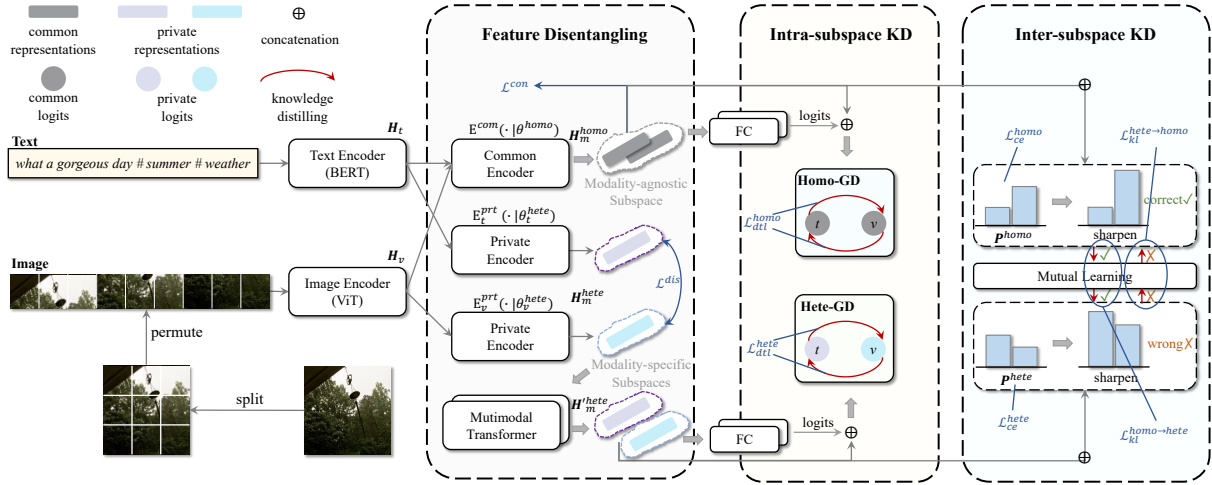 common
representations
private
representations
concatenation
common
logits
private
logits
knowledge
distilling
Text
what a gorgeous day # summer # weather
Image
permute
split
H_t
Text Encoder
(BERT)
H_v
Image Encoder
(ViT)
Feature Disentangling
𝓛^con
E^com(· |θ^homo)
H_m^homo
Common
Encoder
Modality-agnostic
Subspace
E_t^prt(· |θ_t^hete)
Private
Encoder
𝓛^dis
E_v^prt(· |θ_v^hete)
H_m^hete
Private
Encoder
Modality-specific
Subspaces
H'_m^hete
Mutimodal
Transformer
Intra-subspace KD
FC
logits
Homo-GD
𝓛_dtl^homo
t
v
Hete-GD
𝓛_dtl^hete
t
v
FC
logits
Inter-subspace KD
𝓛_ce^homo
𝓛_kl^hete→homo
correct✓
P^homo
sharpen
✓
✗
Mutual Learning
✓
✗
wrong✗
P^hete
sharpen
𝓛_ce^hete
𝓛_kl^homo→hete